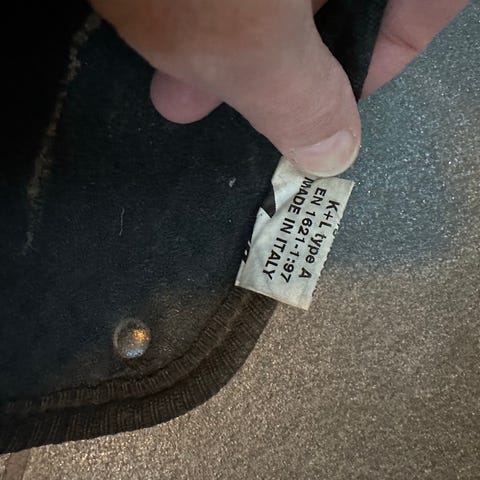 K+L type A
EN 1621-1:97
MADE IN ITALY